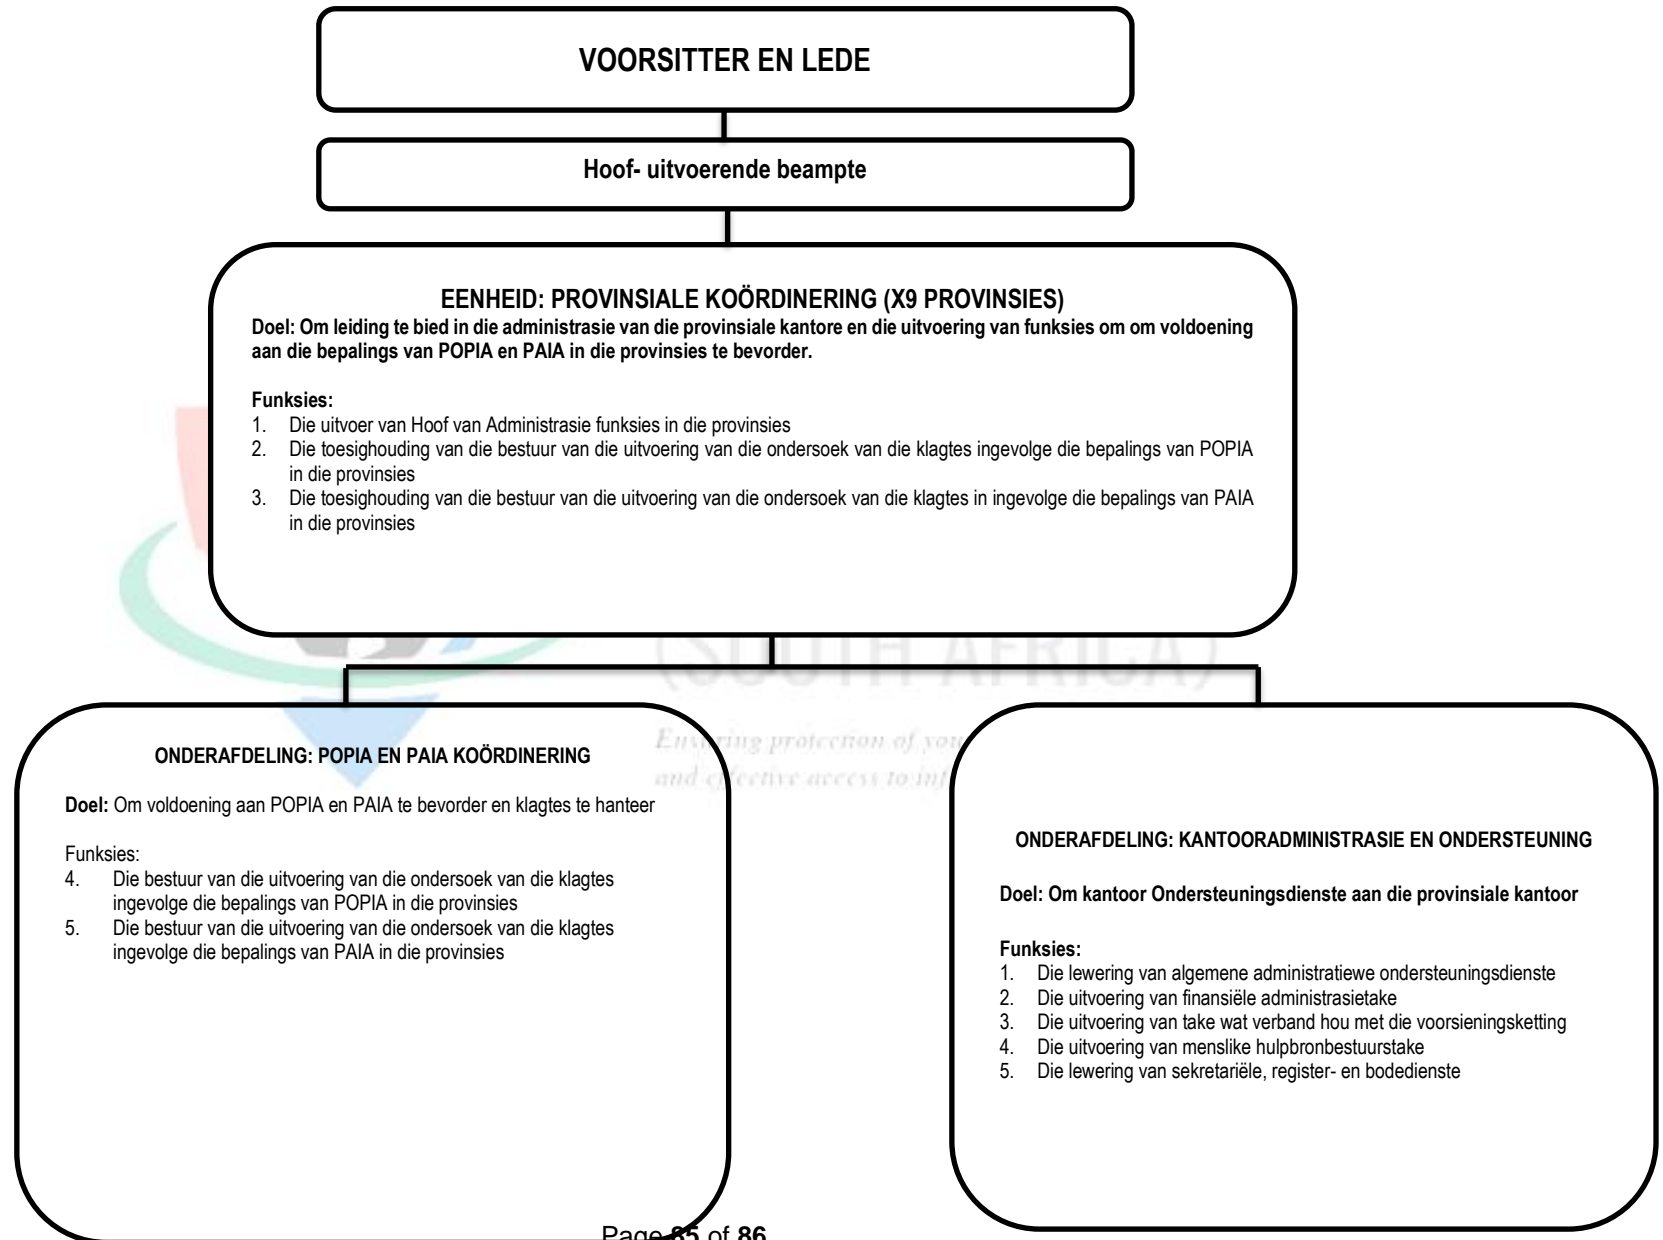 VOORSITTER EN LEDE
Hoof- uitvoerende beampte
EENHEID: PROVINSIALE KOÖRDINERING (X9 PROVINSIES)
Doel: Om leiding te bied in die administrasie van die provinsiale kantore en die uitvoering van funksies om om voldoening
aan die bepalings van POPIA en PAIA in die provinsies te bevorder.
Funksies:
1. Die uitvoer van Hoof van Administrasie funksies in die provinsies
2. Die toesighouding van die bestuur van die uitvoering van die ondersoek van die klagtes ingevolge die bepalings van POPIA
in die provinsies
3. Die toesighouding van die bestuur van die uitvoering van die ondersoek van die klagtes in ingevolge die bepalings van PAIA
in die provinsies
(SOUTH AFRICA)
Ensuring protection of
and effective access to
ONDERAFDELING: POPIA EN PAIA KOÖRDINERING
Doel: Om voldoening aan POPIA en PAIA te bevorder en klagtes te hanteer
Funksies:
4. Die bestuur van die uitvoering van die ondersoek van die klagtes
ingevolge die bepalings van POPIA in die provinsies
5. Die bestuur van die uitvoering van die ondersoek van die klagtes
ingevolge die bepalings van PAIA in die provinsies
ONDERAFDELING: KANTOORADMINISTRASIE EN ONDERSTEUNING
Doel: Om kantoor Ondersteuningsdienste aan die provinsiale kantoor
Funksies:
1. Die lewering van algemene administratiewe ondersteuningsdienste
2. Die uitvoering van finansiële administrasietake
3. Die uitvoering van take wat verband hou met die voorsieningsketting
4. Die uitvoering van menslike hulpbronbestuurstake
5. Die lewering van sekretariële, register- en bodedienste
Page 85 of 86